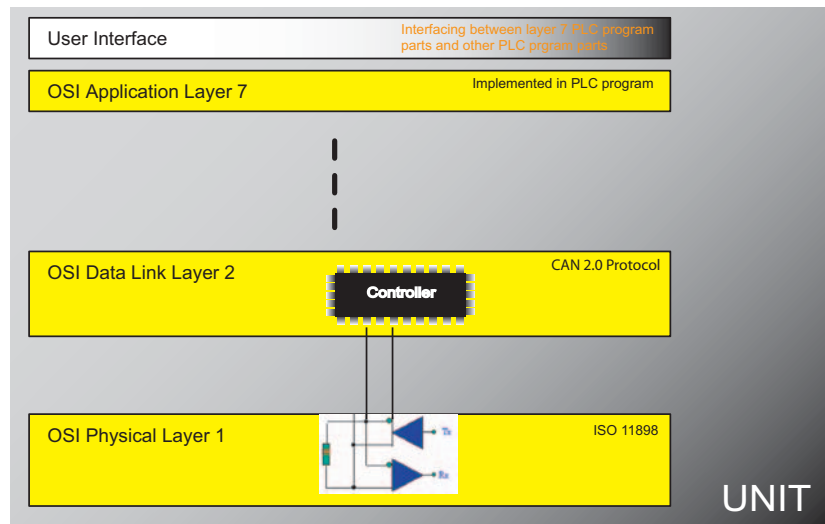 User Interface
Interfacing between layer 7 PLC program
parts and other PLC prgram parts
OSI Application Layer 7
Implemented in PLC program
OSI Data Link Layer 2
CAN 2.0 Protocol
Controller
OSI Physical Layer 1
ISO 11898
Tx
Rx
UNIT